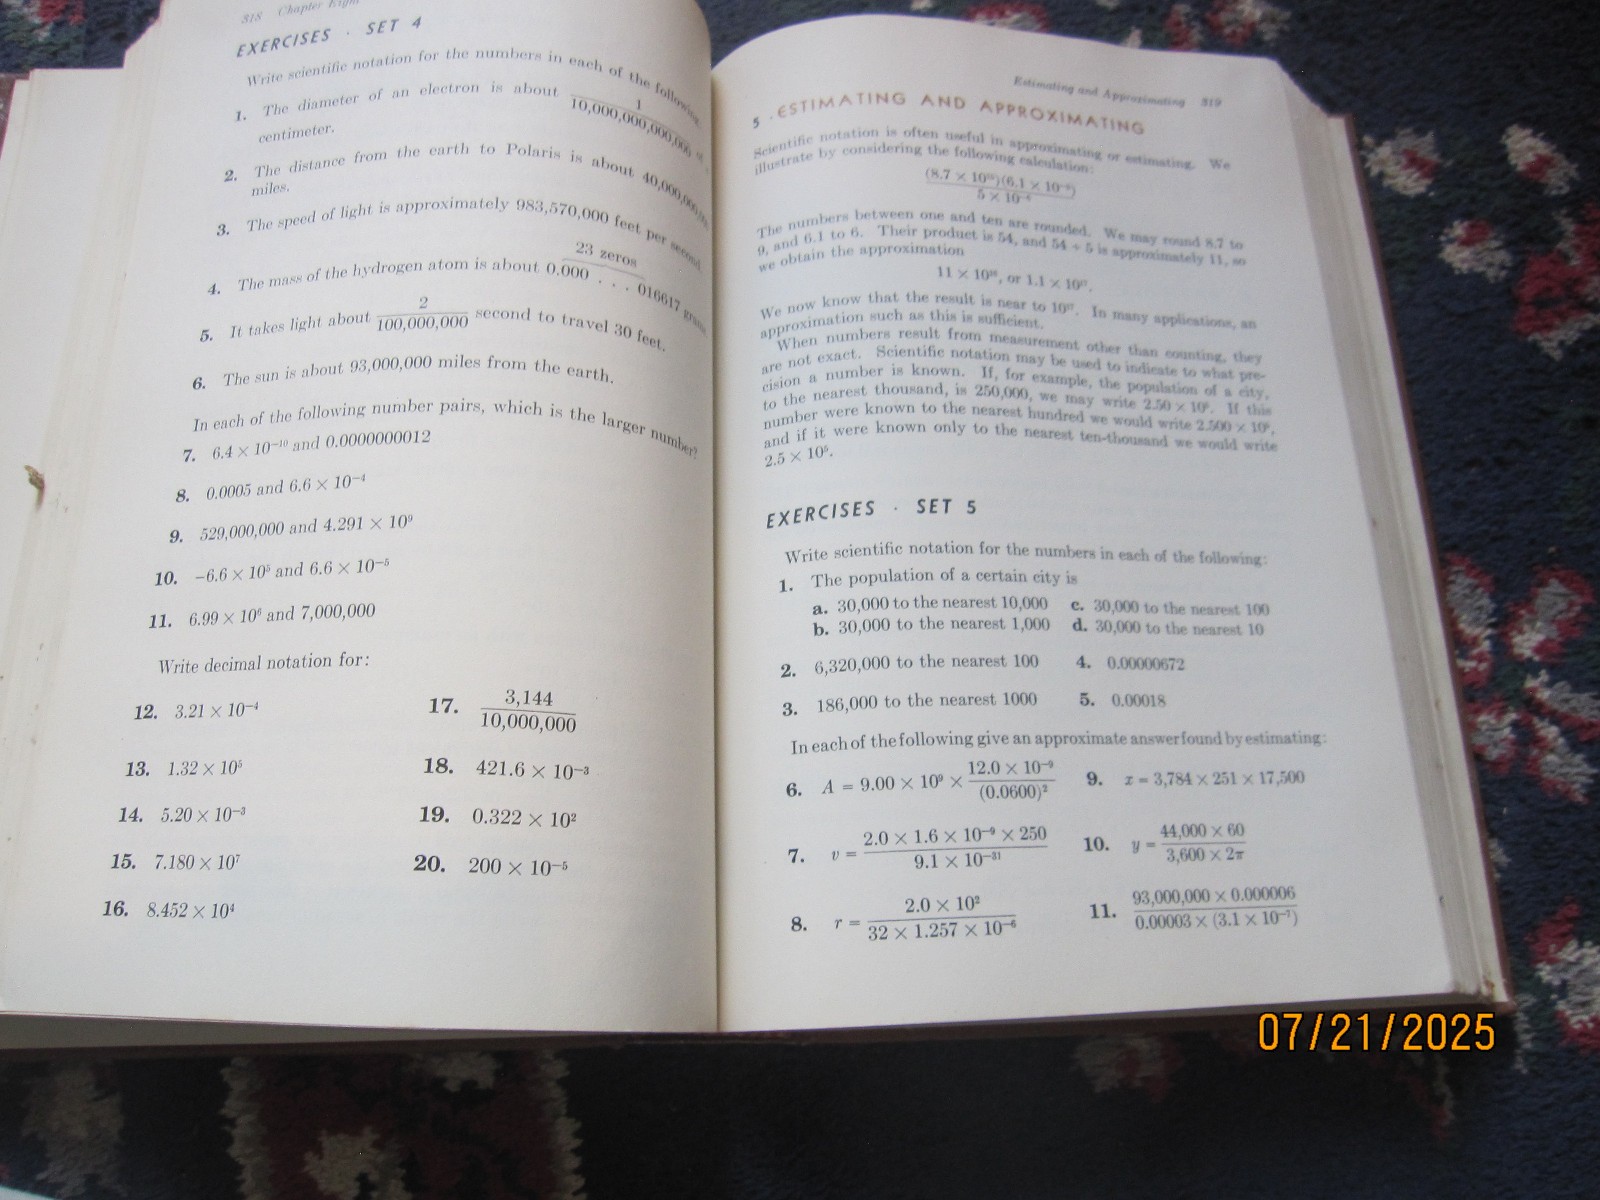 318 Chapter Eight
EXERCISES · SET 4
Write scientific notation for the numbers in each of the following.
1. The diameter of an electron is about 1
10,000,000,000,000 of a
centimeter.
2. The distance from the earth to Polaris is about
miles.
3. The speed of light is approximately 983,570,000 feet per second.
23 zeros
4. The mass of the hydrogen atom is about 0.000 . . . 016617 grams
5. It takes light about 2
100,000,000 second to travel 30 feet.
6. The sun is about 93,000,000 miles from the earth.
In each of the following number pairs, which is the larger number?
7. 6.4 × 10⁻¹⁰ and 0.0000000012
8. 0.0005 and 6.6 × 10⁻⁴
9. 529,000,000 and 4.291 × 10⁹
10. −6.6 × 10⁵ and 6.6 × 10⁻⁵
11. 6.99 × 10⁶ and 7,000,000
Write decimal notation for:
12. 3.21 × 10⁻⁴
13. 1.32 × 10⁵
14. 5.20 × 10⁻³
15. 7.180 × 10⁷
16. 8.452 × 10⁴
17. 3,144
10,000,000
18. 421.6 × 10⁻³
19. 0.322 × 10²
20. 200 × 10⁻⁵
Estimating and Approximating 319
5 · ESTIMATING AND APPROXIMATING
Scientific notation is often useful in approximating or estimating. We
illustrate by considering the following calculation:
(8.7 × )(6.1 × )
5 × 10⁻⁴
The numbers between one and ten are rounded. We may round 8.7 to
9, and 6.1 to 6. Their product is 54, and 54 ÷ 5 is approximately 11, so
we obtain the approximation
11 × , or 1.1 × .
We now know that the result is near to . In many applications, an
approximation such as this is sufficient.
When numbers result from measurement other than counting, they
are not exact. Scientific notation may be used to indicate to what pre-
cision a number is known. If, for example, the population of a city,
to the nearest thousand, is 250,000, we may write 2.50 × 10⁵. If this
number were known to the nearest hundred we would write 2.500 × 10⁵,
and if it were known only to the nearest ten-thousand we would write
2.5 × 10⁵.
EXERCISES · SET 5
Write scientific notation for the numbers in each of the following:
1. The population of a certain city is
a. 30,000 to the nearest 10,000 c. 30,000 to the nearest 100
b. 30,000 to the nearest 1,000 d. 30,000 to the nearest 10
2. 6,320,000 to the nearest 100 4. 0.00000672
3. 186,000 to the nearest 1000 5. 0.00018
In each of the following give an approximate answer found by estimating:
6. A = 9.00 × 10⁹ × 12.0 × 10⁻⁹
(0.0600)²
7. v = 2.0 × 1.6 × 10⁻⁹ × 250
9.1 × 10⁻³¹
8. r = 2.0 × 10²
32 × 1.257 × 10⁻⁶
9. x = 3,784 × 251 × 17,500
10. y = 44,000 × 60
3,600 × 2π
11. 93,000,000 × 0.000006
0.00003 × (3.1 × 10⁻⁷)
07/21/2025